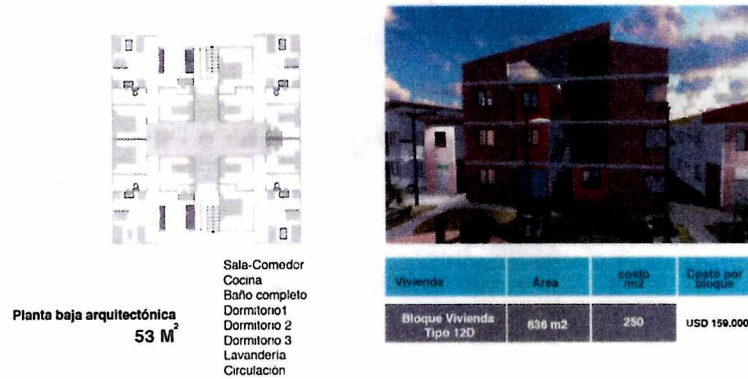 Sala-Comedor
Cocina
Baño completo
Dormitorio1
Dormitorio 2
Dormitorio 3
Lavandería
Circulación
Planta baja arquitectónica
53 M²
Vivienda Area costo /m2 Costo por bloque
Bloque Vivienda Tipo 12D 636 m2 250 USD 159.000